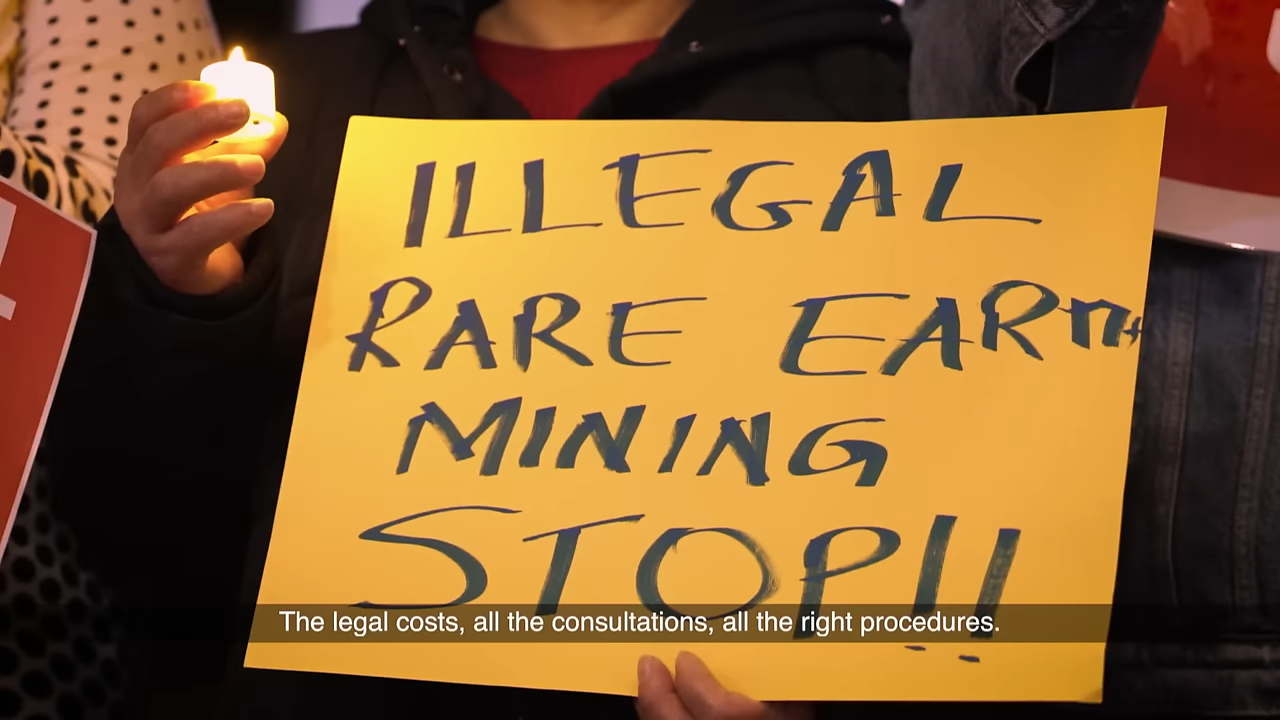 ILLEGAL
RARE EARTH
MINING
STOP!!
The legal costs, all the consultations, all the right procedures.